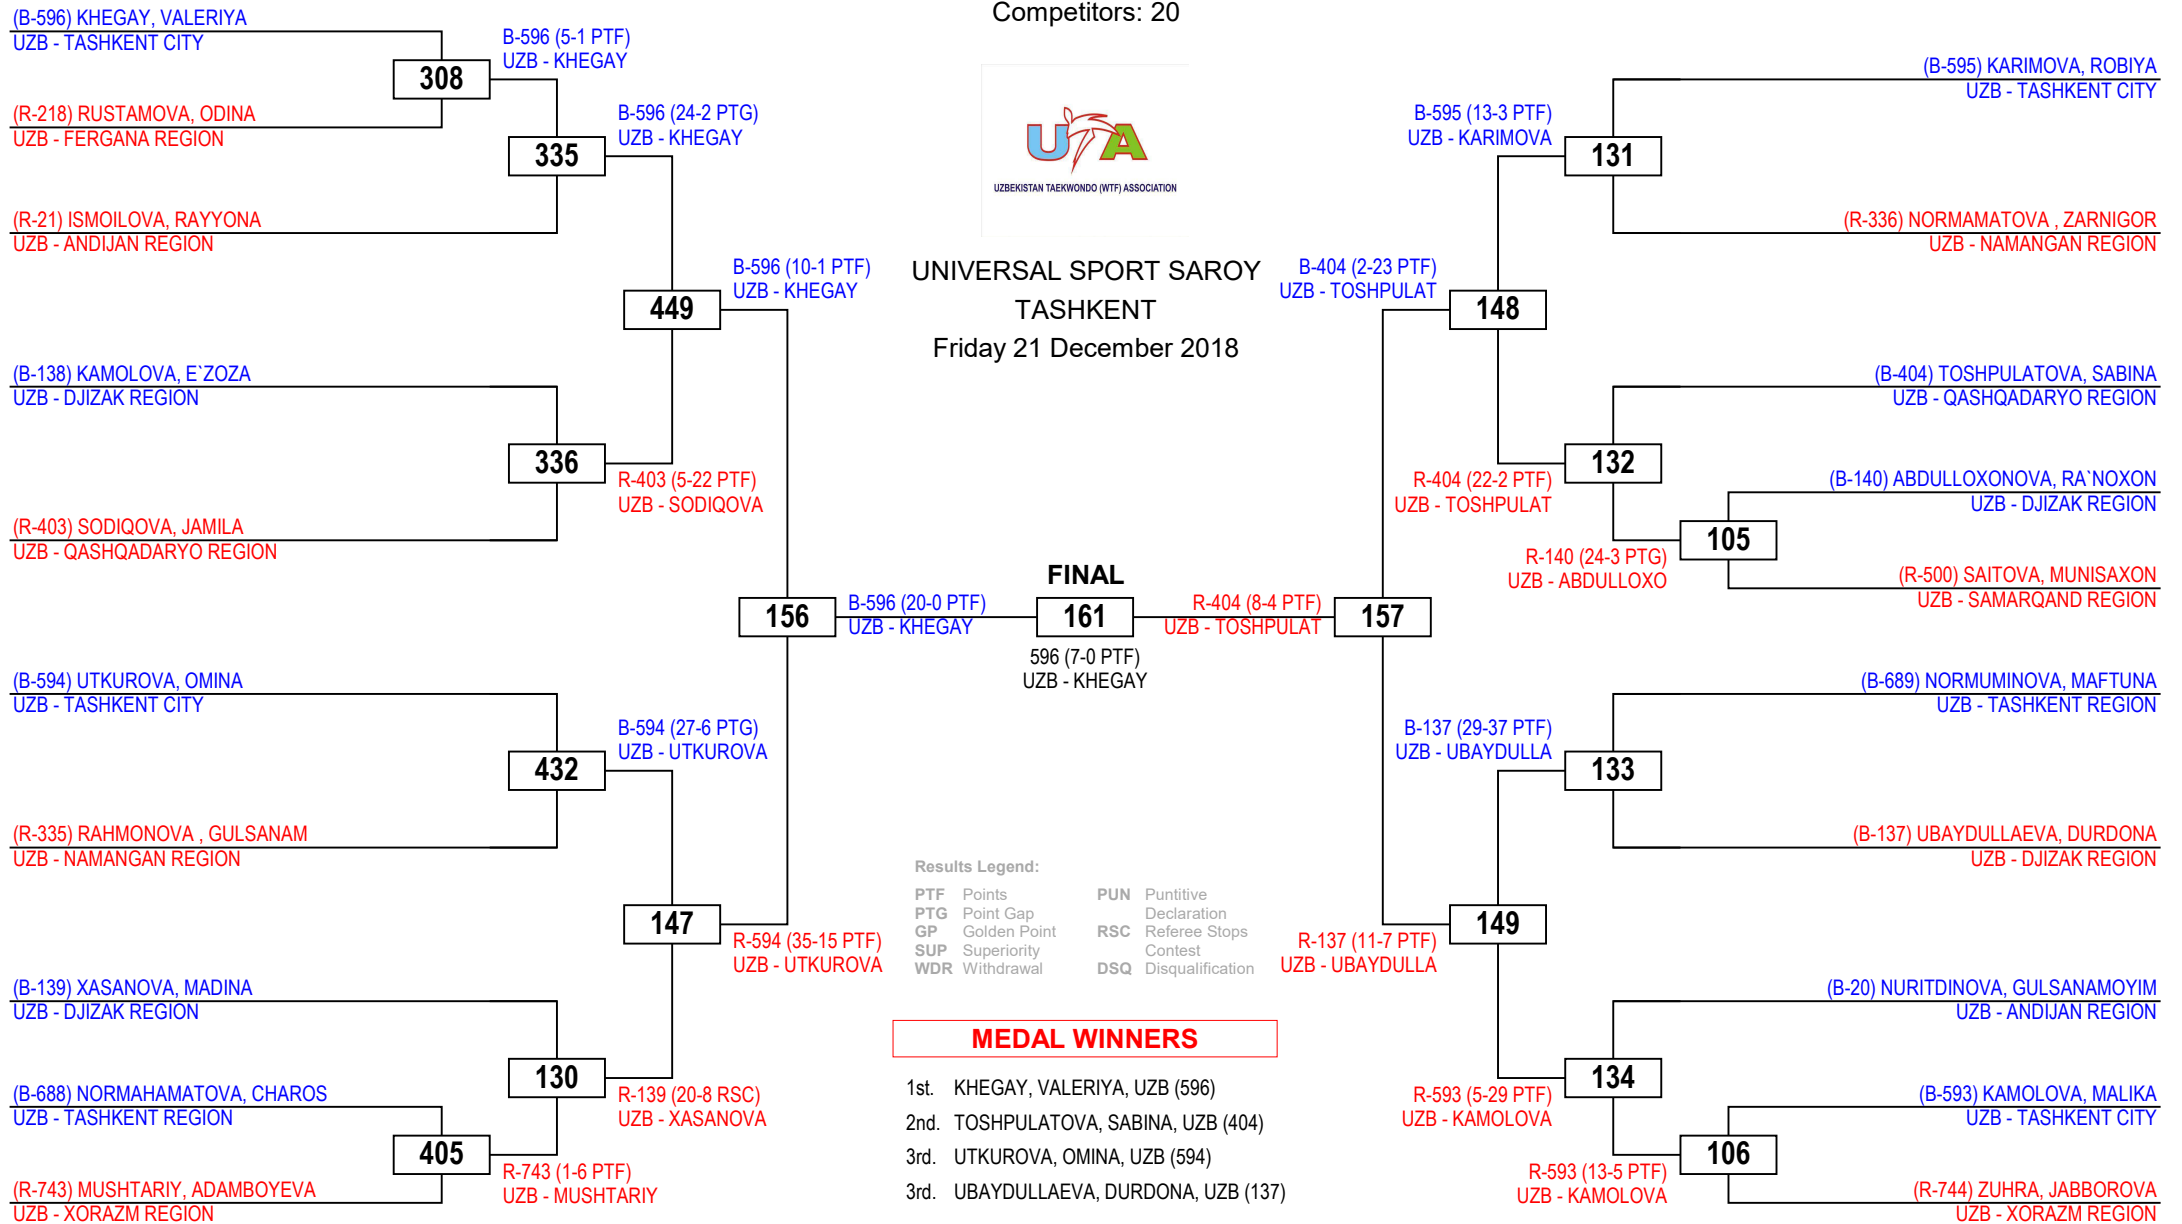 Competitors: 20
UTA
UZBEKISTAN TAEKWONDO (WTF) ASSOCIATION
UNIVERSAL SPORT SAROY
TASHKENT
Friday 21 December 2018
(B-596) KHEGAY, VALERIYA
UZB - TASHKENT CITY
308
B-596 (5-1 PTF)
UZB - KHEGAY
(R-218) RUSTAMOVA, ODINA
UZB - FERGANA REGION
B-596 (24-2 PTG)
UZB - KHEGAY
335
(R-21) ISMOILOVA, RAYYONA
UZB - ANDIJAN REGION
B-596 (10-1 PTF)
UZB - KHEGAY
449
(B-138) KAMOLOVA, E`ZOZA
UZB - DJIZAK REGION
336
R-403 (5-22 PTF)
UZB - SODIQOVA
(R-403) SODIQOVA, JAMILA
UZB - QASHQADARYO REGION
156
B-596 (20-0 PTF)
UZB - KHEGAY
(B-594) UTKUROVA, OMINA
UZB - TASHKENT CITY
B-594 (27-6 PTG)
UZB - UTKUROVA
432
(R-335) RAHMONOVA , GULSANAM
UZB - NAMANGAN REGION
147
R-594 (35-15 PTF)
UZB - UTKUROVA
(B-139) XASANOVA, MADINA
UZB - DJIZAK REGION
130
R-139 (20-8 RSC)
UZB - XASANOVA
(B-688) NORMAHAMATOVA, CHAROS
UZB - TASHKENT REGION
405
R-743 (1-6 PTF)
UZB - MUSHTARIY
(R-743) MUSHTARIY, ADAMBOYEVA
UZB - XORAZM REGION
FINAL
161
596 (7-0 PTF)
UZB - KHEGAY
(B-595) KARIMOVA, ROBIYA
UZB - TASHKENT CITY
B-595 (13-3 PTF)
UZB - KARIMOVA
131
(R-336) NORMAMATOVA , ZARNIGOR
UZB - NAMANGAN REGION
B-404 (2-23 PTF)
UZB - TOSHPULAT
148
(B-404) TOSHPULATOVA, SABINA
UZB - QASHQADARYO REGION
132
R-404 (22-2 PTF)
UZB - TOSHPULAT
(B-140) ABDULLOXONOVA, RA`NOXON
UZB - DJIZAK REGION
105
R-140 (24-3 PTG)
UZB - ABDULLOXO
(R-500) SAITOVA, MUNISAXON
UZB - SAMARQAND REGION
R-404 (8-4 PTF)
UZB - TOSHPULAT
157
(B-689) NORMUMINOVA, MAFTUNA
UZB - TASHKENT REGION
B-137 (29-37 PTF)
UZB - UBAYDULLA
133
(B-137) UBAYDULLAEVA, DURDONA
UZB - DJIZAK REGION
149
R-137 (11-7 PTF)
UZB - UBAYDULLA
(B-20) NURITDINOVA, GULSANAMOYIM
UZB - ANDIJAN REGION
134
R-593 (5-29 PTF)
UZB - KAMOLOVA
(B-593) KAMOLOVA, MALIKA
UZB - TASHKENT CITY
106
R-593 (13-5 PTF)
UZB - KAMOLOVA
(R-744) ZUHRA, JABBOROVA
UZB - XORAZM REGION
Results Legend:
PTF Points
PTG Point Gap
GP Golden Point
SUP Superiority
WDR Withdrawal
PUN Puntitive
Declaration
RSC Referee Stops
Contest
DSQ Disqualification
MEDAL WINNERS
1st. KHEGAY, VALERIYA, UZB (596)
2nd. TOSHPULATOVA, SABINA, UZB (404)
3rd. UTKUROVA, OMINA, UZB (594)
3rd. UBAYDULLAEVA, DURDONA, UZB (137)